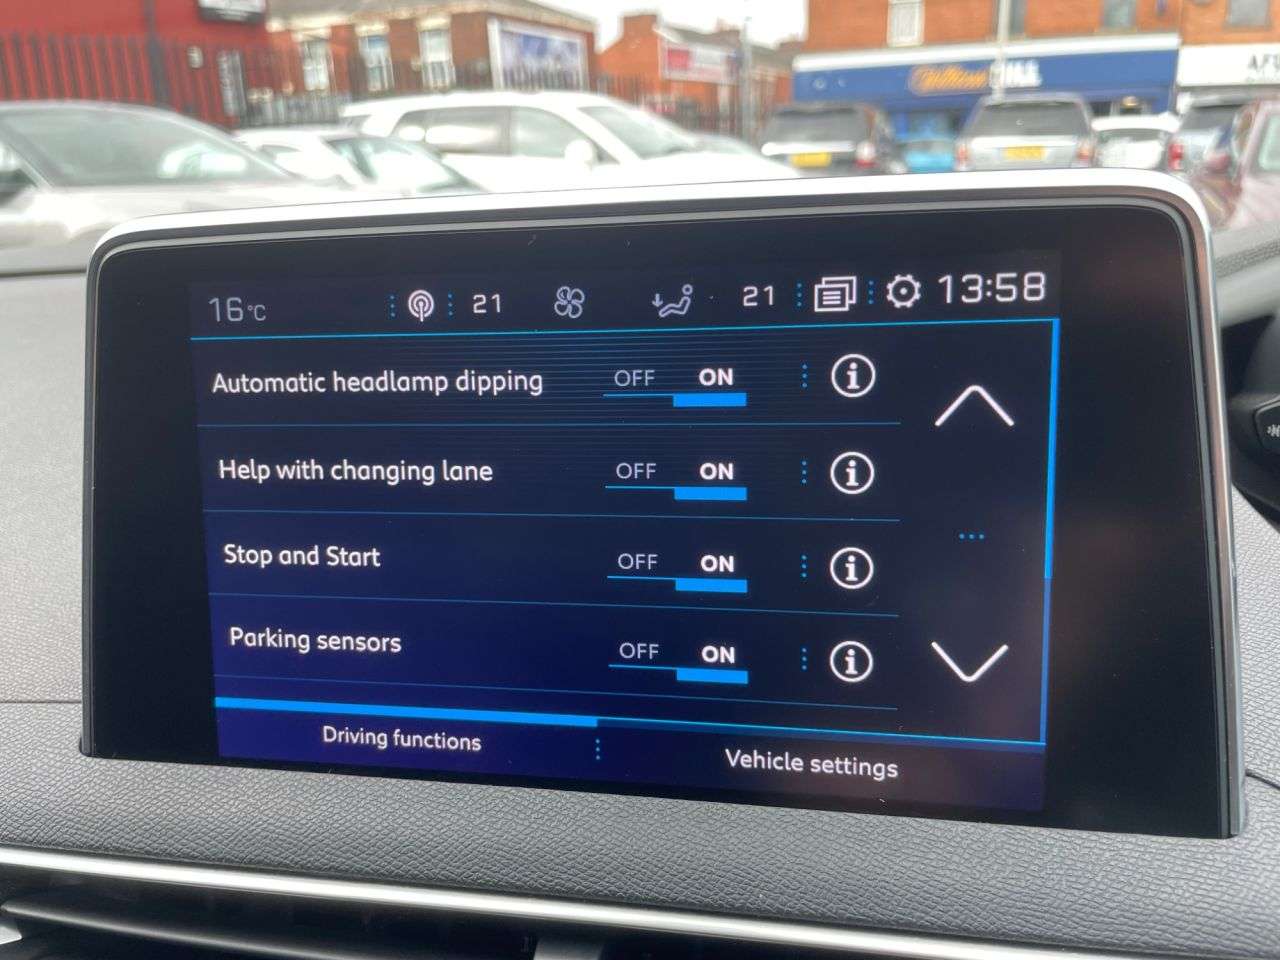 16°C 21 21 13:58
Automatic headlamp dipping OFF ON i
Help with changing lane OFF ON i
Stop and Start OFF ON i
Parking sensors OFF ON i
Driving functions Vehicle settings